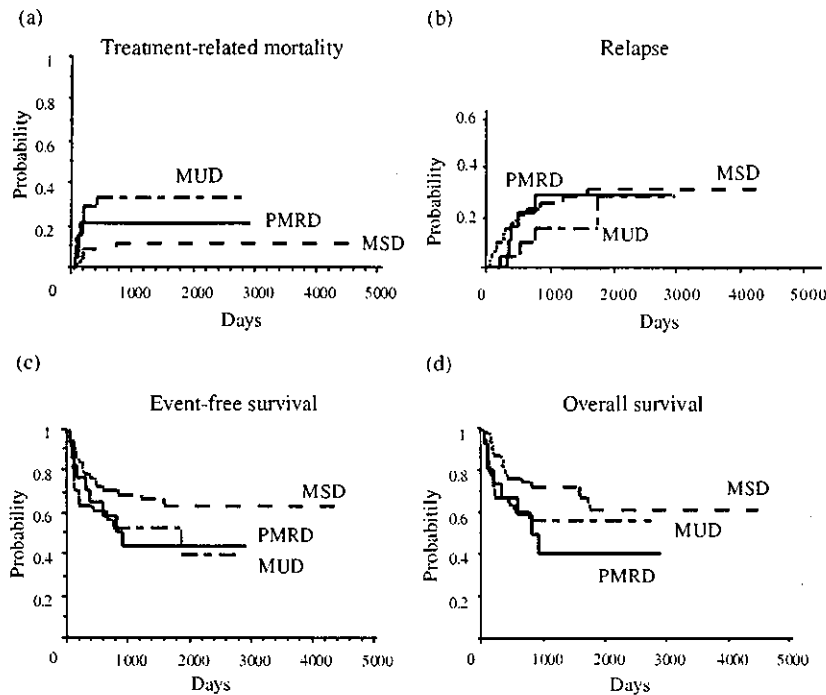 (a)
Treatment-related mortality
1
0.8
0.6
0.4
0.2
0
Probability
MUD
PMRD
MSD
0 1000 2000 3000 4000 5000
Days
(b)
Relapse
0.6
0.4
0.2
Probability
PMRD
MSD
MUD
0 1000 2000 3000 4000 5000
Days
(c)
Event-free survival
1
0.8
0.6
0.4
0.2
Probability
MSD
PMRD
MUD
0 1000 2000 3000 4000 5000
Days
(d)
Overall survival
1
0.8
0.6
0.4
0.2
Probabitily
MSD
MUD
PMRD
0 1000 2000 3000 4000 5000
Days